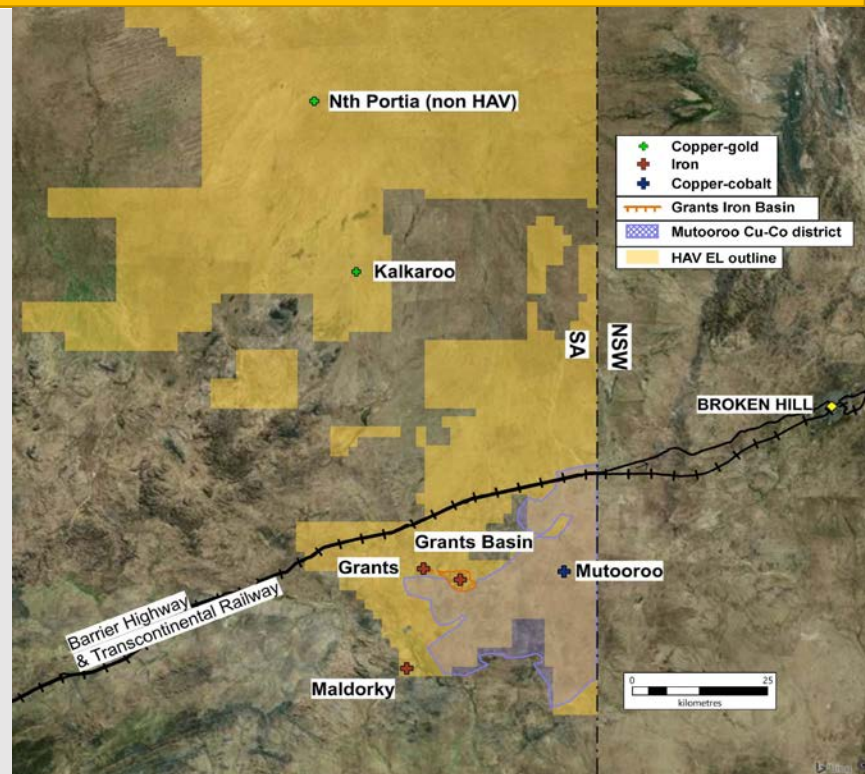 Nth Portia (non HAV)
Copper-gold
Iron
Copper-cobalt
Grants Iron Basin
Mutooroo Cu-Co district
HAV EL outline
Kalkaroo
SA
NSW
BROKEN HILL
Grants Basin
Grants
Mutooroo
Barrier Highway
& Transcontinental Railway
Maldorky
0 25
kilometres